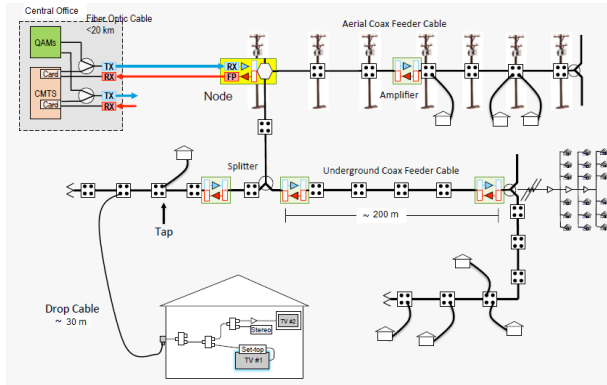 Central Office
Fiber Optic Cable
<20 km
Aerial Coax Feeder Cable
QAMs
TX
RX
Card
RX
FP
CMTS
Node
Amplifier
TX
Card
RX
Splitter
Underground Coax Feeder Cable
~ 200 m
Tap
Drop Cable
~ 30 m
TV #2
Stereo
Set-top
TV #1